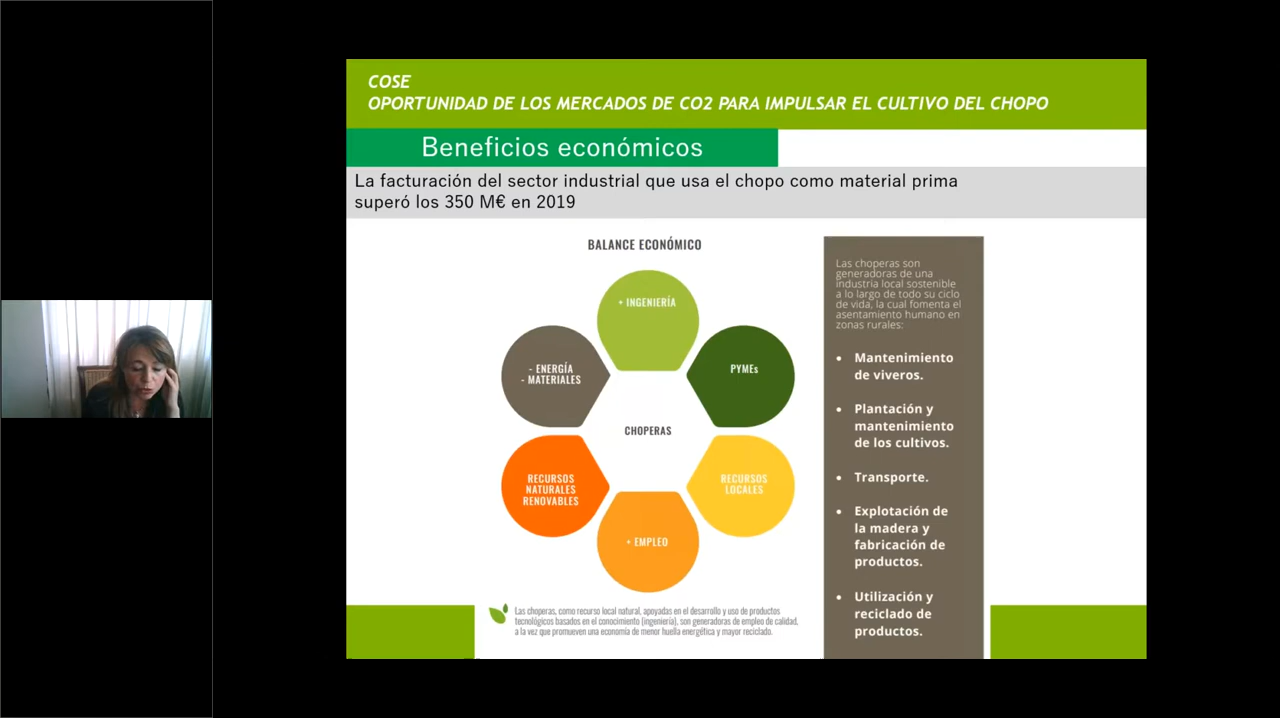 COSE
OPORTUNIDAD DE LOS MERCADOS DE CO2 PARA IMPULSAR EL CULTIVO DEL CHOPO
Beneficios económicos
La facturación del sector industrial que usa el chopo como material prima
superó los 350 M€ en 2019
BALANCE ECONÓMICO
+ INGENIERÍA
- ENERGÍA
- MATERIALES
PYMEs
CHOPERAS
RECURSOS
NATURALES
RENOVABLES
RECURSOS
LOCALES
+ EMPLEO
Las choperas, como recurso local natural, apoyadas en el desarrollo y uso de productos
tecnológicos basados en el conocimiento (ingeniería), son generadoras de empleo de calidad,
a la vez que promueven una economía de menor huella energética y mayor reciclado.
Las choperas son
generadoras de una
industria local sostenible
a lo largo de todo su ciclo
de vida, la cual fomenta el
asentamiento humano en
zonas rurales:
• Mantenimiento
de viveros.
• Plantación y
mantenimiento
de los cultivos.
• Transporte.
• Explotación de
la madera y
fabricación de
productos.
• Utilización y
reciclado de
productos.